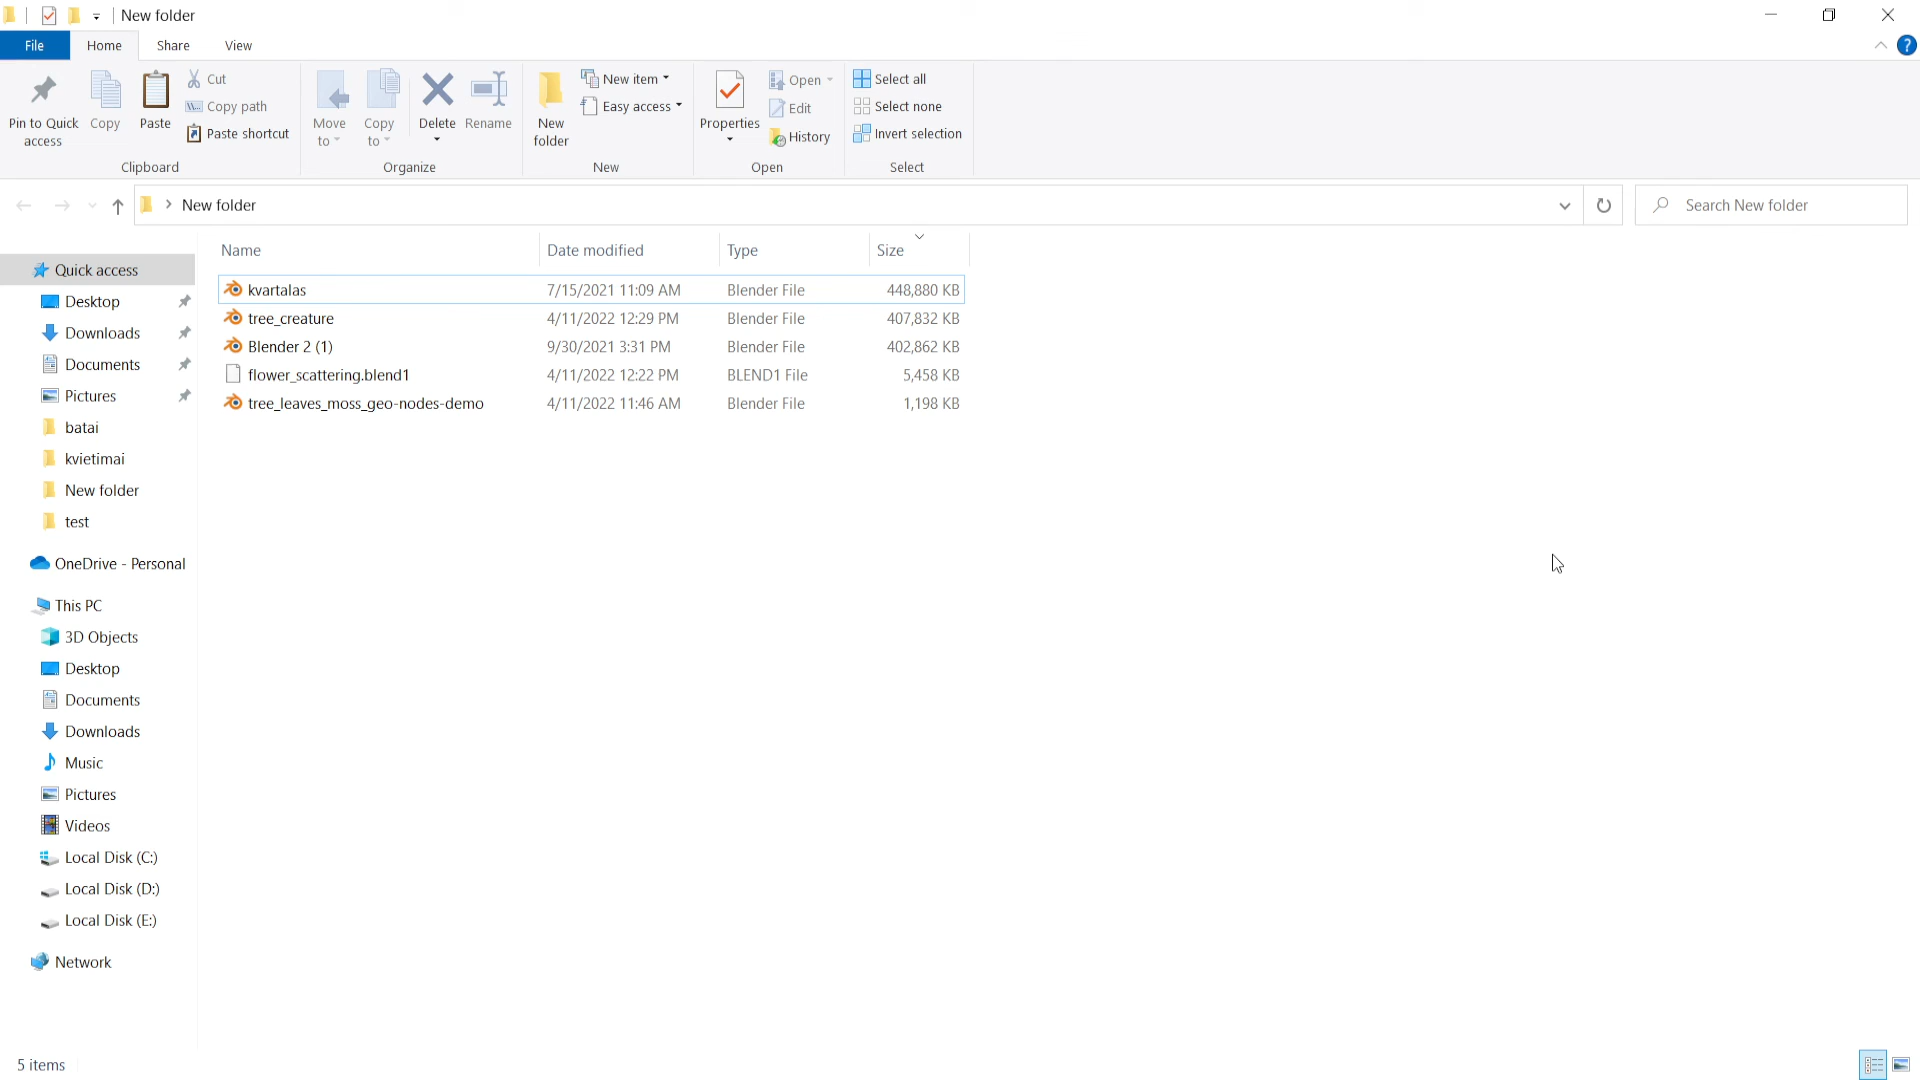 New folder
File Home Share View
Pin to Quick access
Copy
Paste
Cut
Copy path
Paste shortcut
Clipboard
Move to
Copy to
Delete
Rename
Organize
New folder
New item
Easy access
New
Properties
Open
Edit
History
Open
Select all
Select none
Invert selection
Select
New folder
Search New folder
Name Date modified Type Size
kvartalas 7/15/2021 11:09 AM Blender File 448,880 KB
tree_creature 4/11/2022 12:29 PM Blender File 407,832 KB
Blender 2 (1) 9/30/2021 3:31 PM Blender File 402,862 KB
flower_scattering.blend1 4/11/2022 12:22 PM BLEND1 File 5,458 KB
tree_leaves_moss_geo-nodes-demo 4/11/2022 11:46 AM Blender File 1,198 KB
Quick access
Desktop
Downloads
Documents
Pictures
batai
kvietimai
New folder
test
OneDrive - Personal
This PC
3D Objects
Desktop
Documents
Downloads
Music
Pictures
Videos
Local Disk (C:)
Local Disk (D:)
Local Disk (E:)
Network
5 items